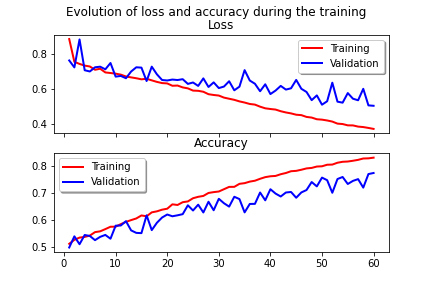 Evolution of loss and accuracy during the training
Loss
0.8
0.6
0.4
Training
Validation
Accuracy
0.8
0.7
0.6
0.5
Training
Validation
0
10
20
30
40
50
60